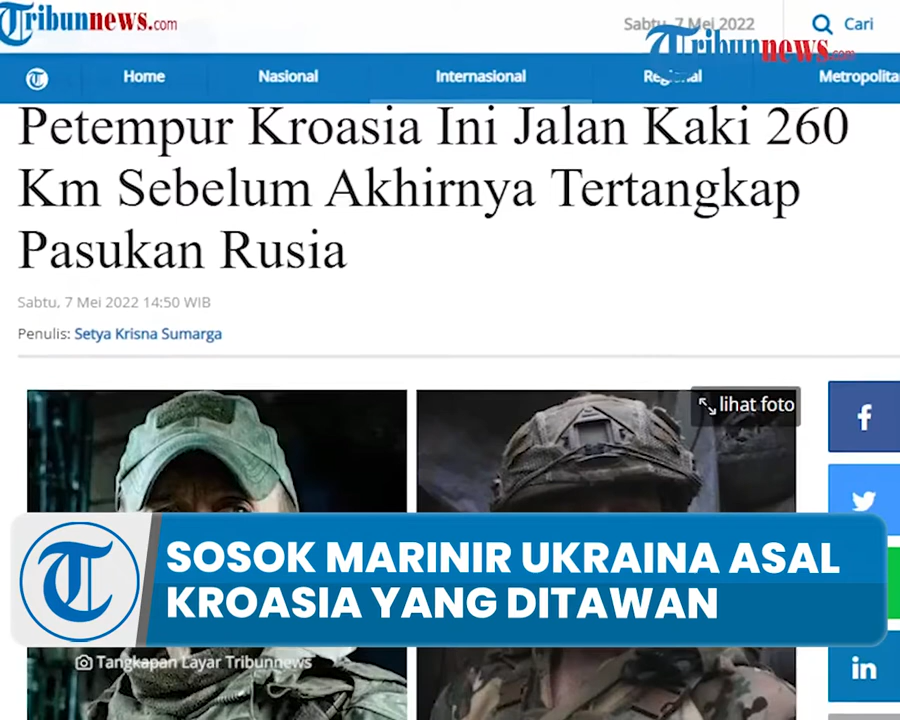 Tribunnews.com
Sabtu, 7 Mei 2022
Cari
Tribunnews.com
Home
Nasional
Internasional
Regional
Metropolita
Petempur Kroasia Ini Jalan Kaki 260
Km Sebelum Akhirnya Tertangkap
Pasukan Rusia
Sabtu, 7 Mei 2022 14:50 WIB
Penulis: Setya Krisna Sumarga
lihat foto
f
T
SOSOK MARINIR UKRAINA ASAL
KROASIA YANG DITAWAN
Tangkapan Layar Tribunnews
in